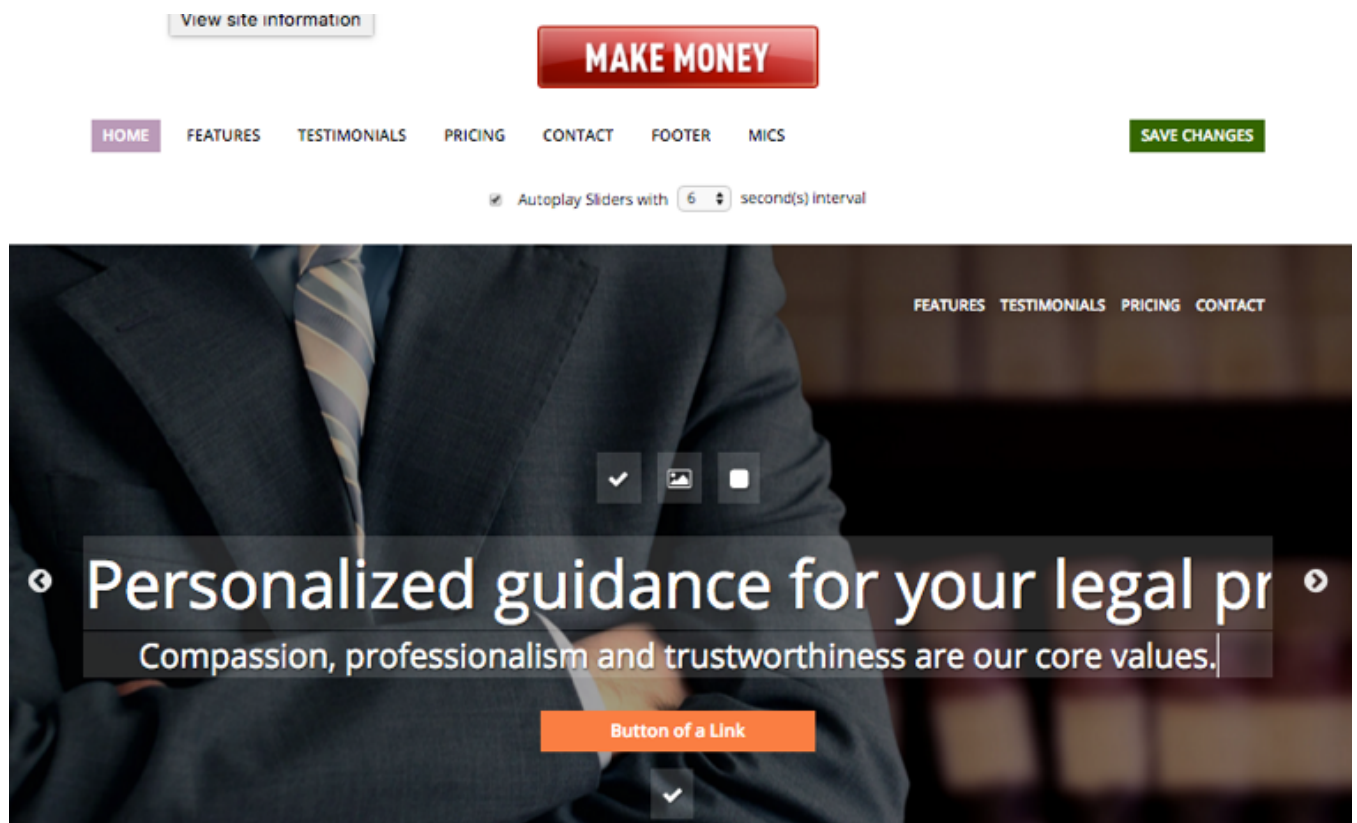 View site information
MAKE MONEY
HOME FEATURES TESTIMONIALS PRICING CONTACT FOOTER MICS SAVE CHANGES
Autoplay Sliders with 6 second(s) interval
FEATURES TESTIMONIALS PRICING CONTACT
Personalized guidance for your legal pr
Compassion, professionalism and trustworthiness are our core values.
Button of a Link